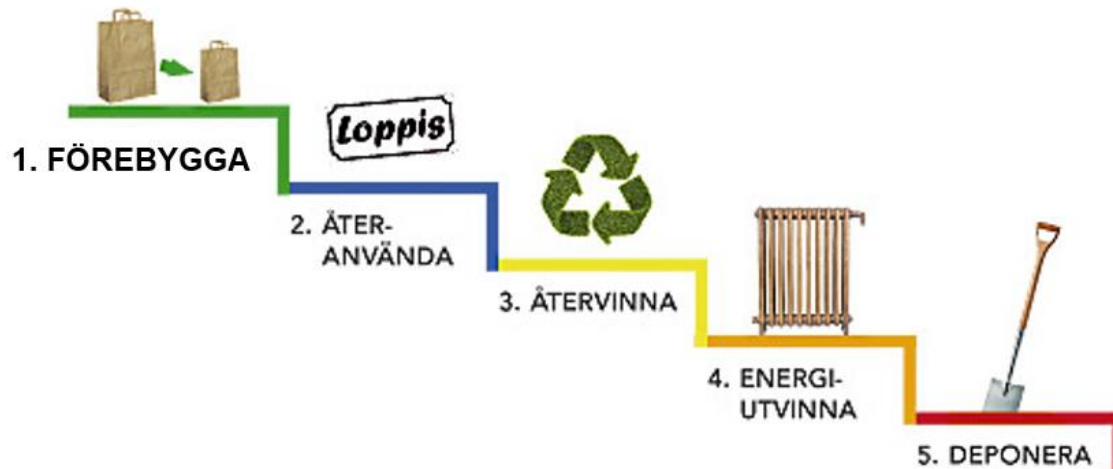 1. FÖREBYGGA
Loppis
2. ÅTER-
ANVÄNDA
3. ÅTERVINNA
4. ENERGI-
UTVINNA
5. DEPONERA